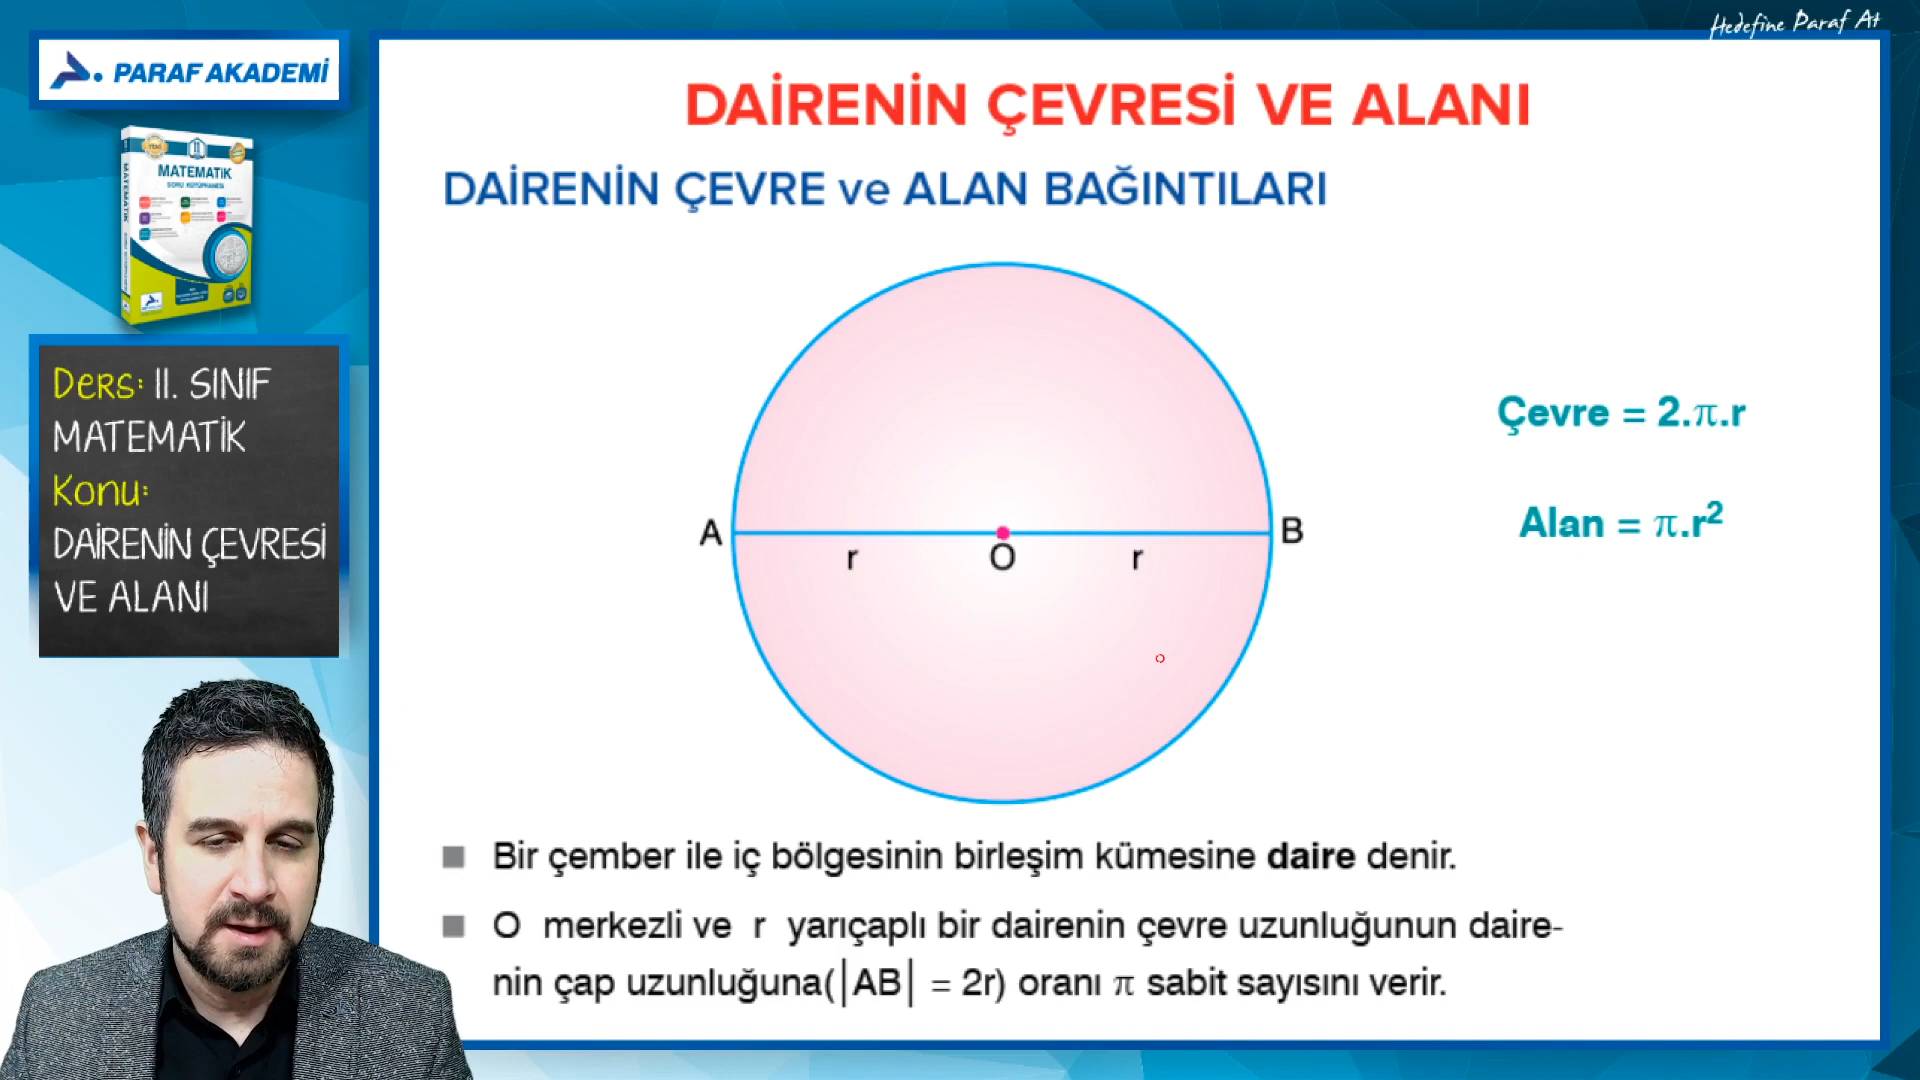 Hedefine Paraf At
PARAF AKADEMİ
DAİRENİN ÇEVRESİ VE ALANI
DAİRENİN ÇEVRE ve ALAN BAĞINTILARI
MATEMATİK
SORU KÜTÜPHANESİ
MATEMATİK
Ders: 11. SINIF
MATEMATİK
Konu:
DAİRENİN ÇEVRESİ
VE ALANI
Çevre = 2.π.r
Alan = π.r²
A
r
O
r
B
Bir çember ile iç bölgesinin birleşim kümesine daire denir.
O merkezli ve r yarıçaplı bir dairenin çevre uzunluğunun daire-
nin çap uzunluğuna(|AB| = 2r) oranı π sabit sayısını verir.